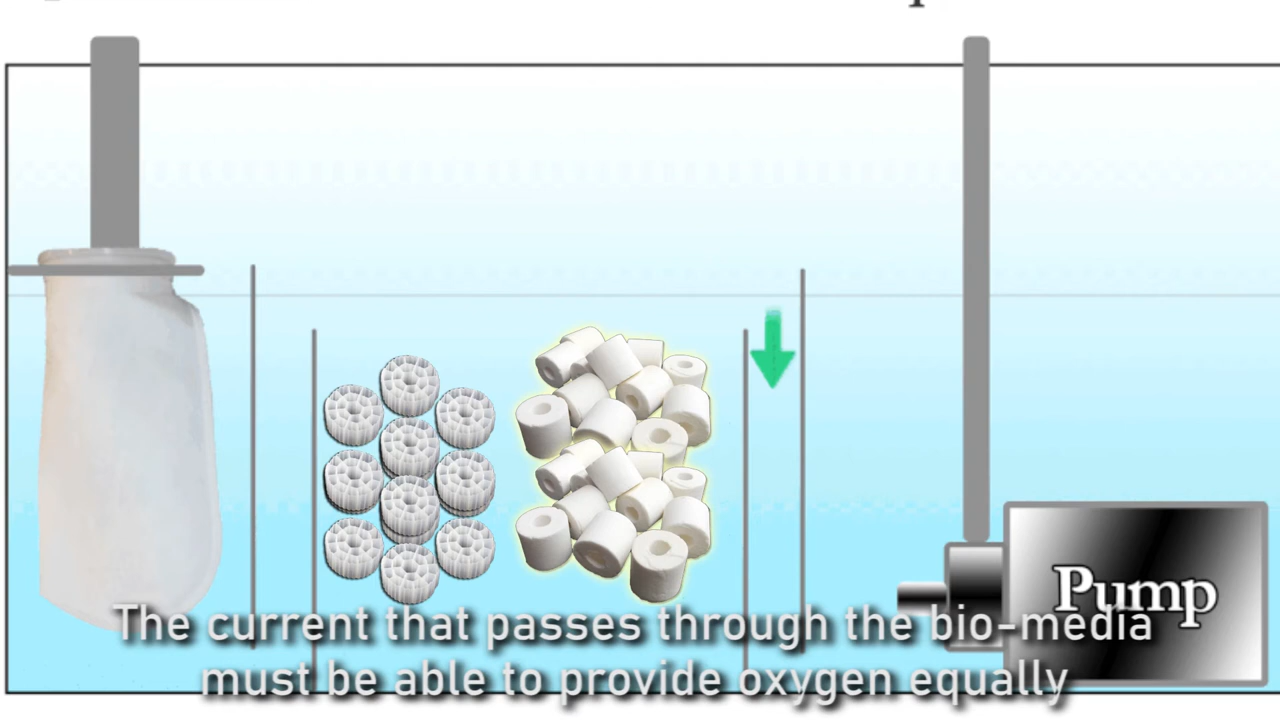 Pump
The current that passes through the bio-media
must be able to provide oxygen equally